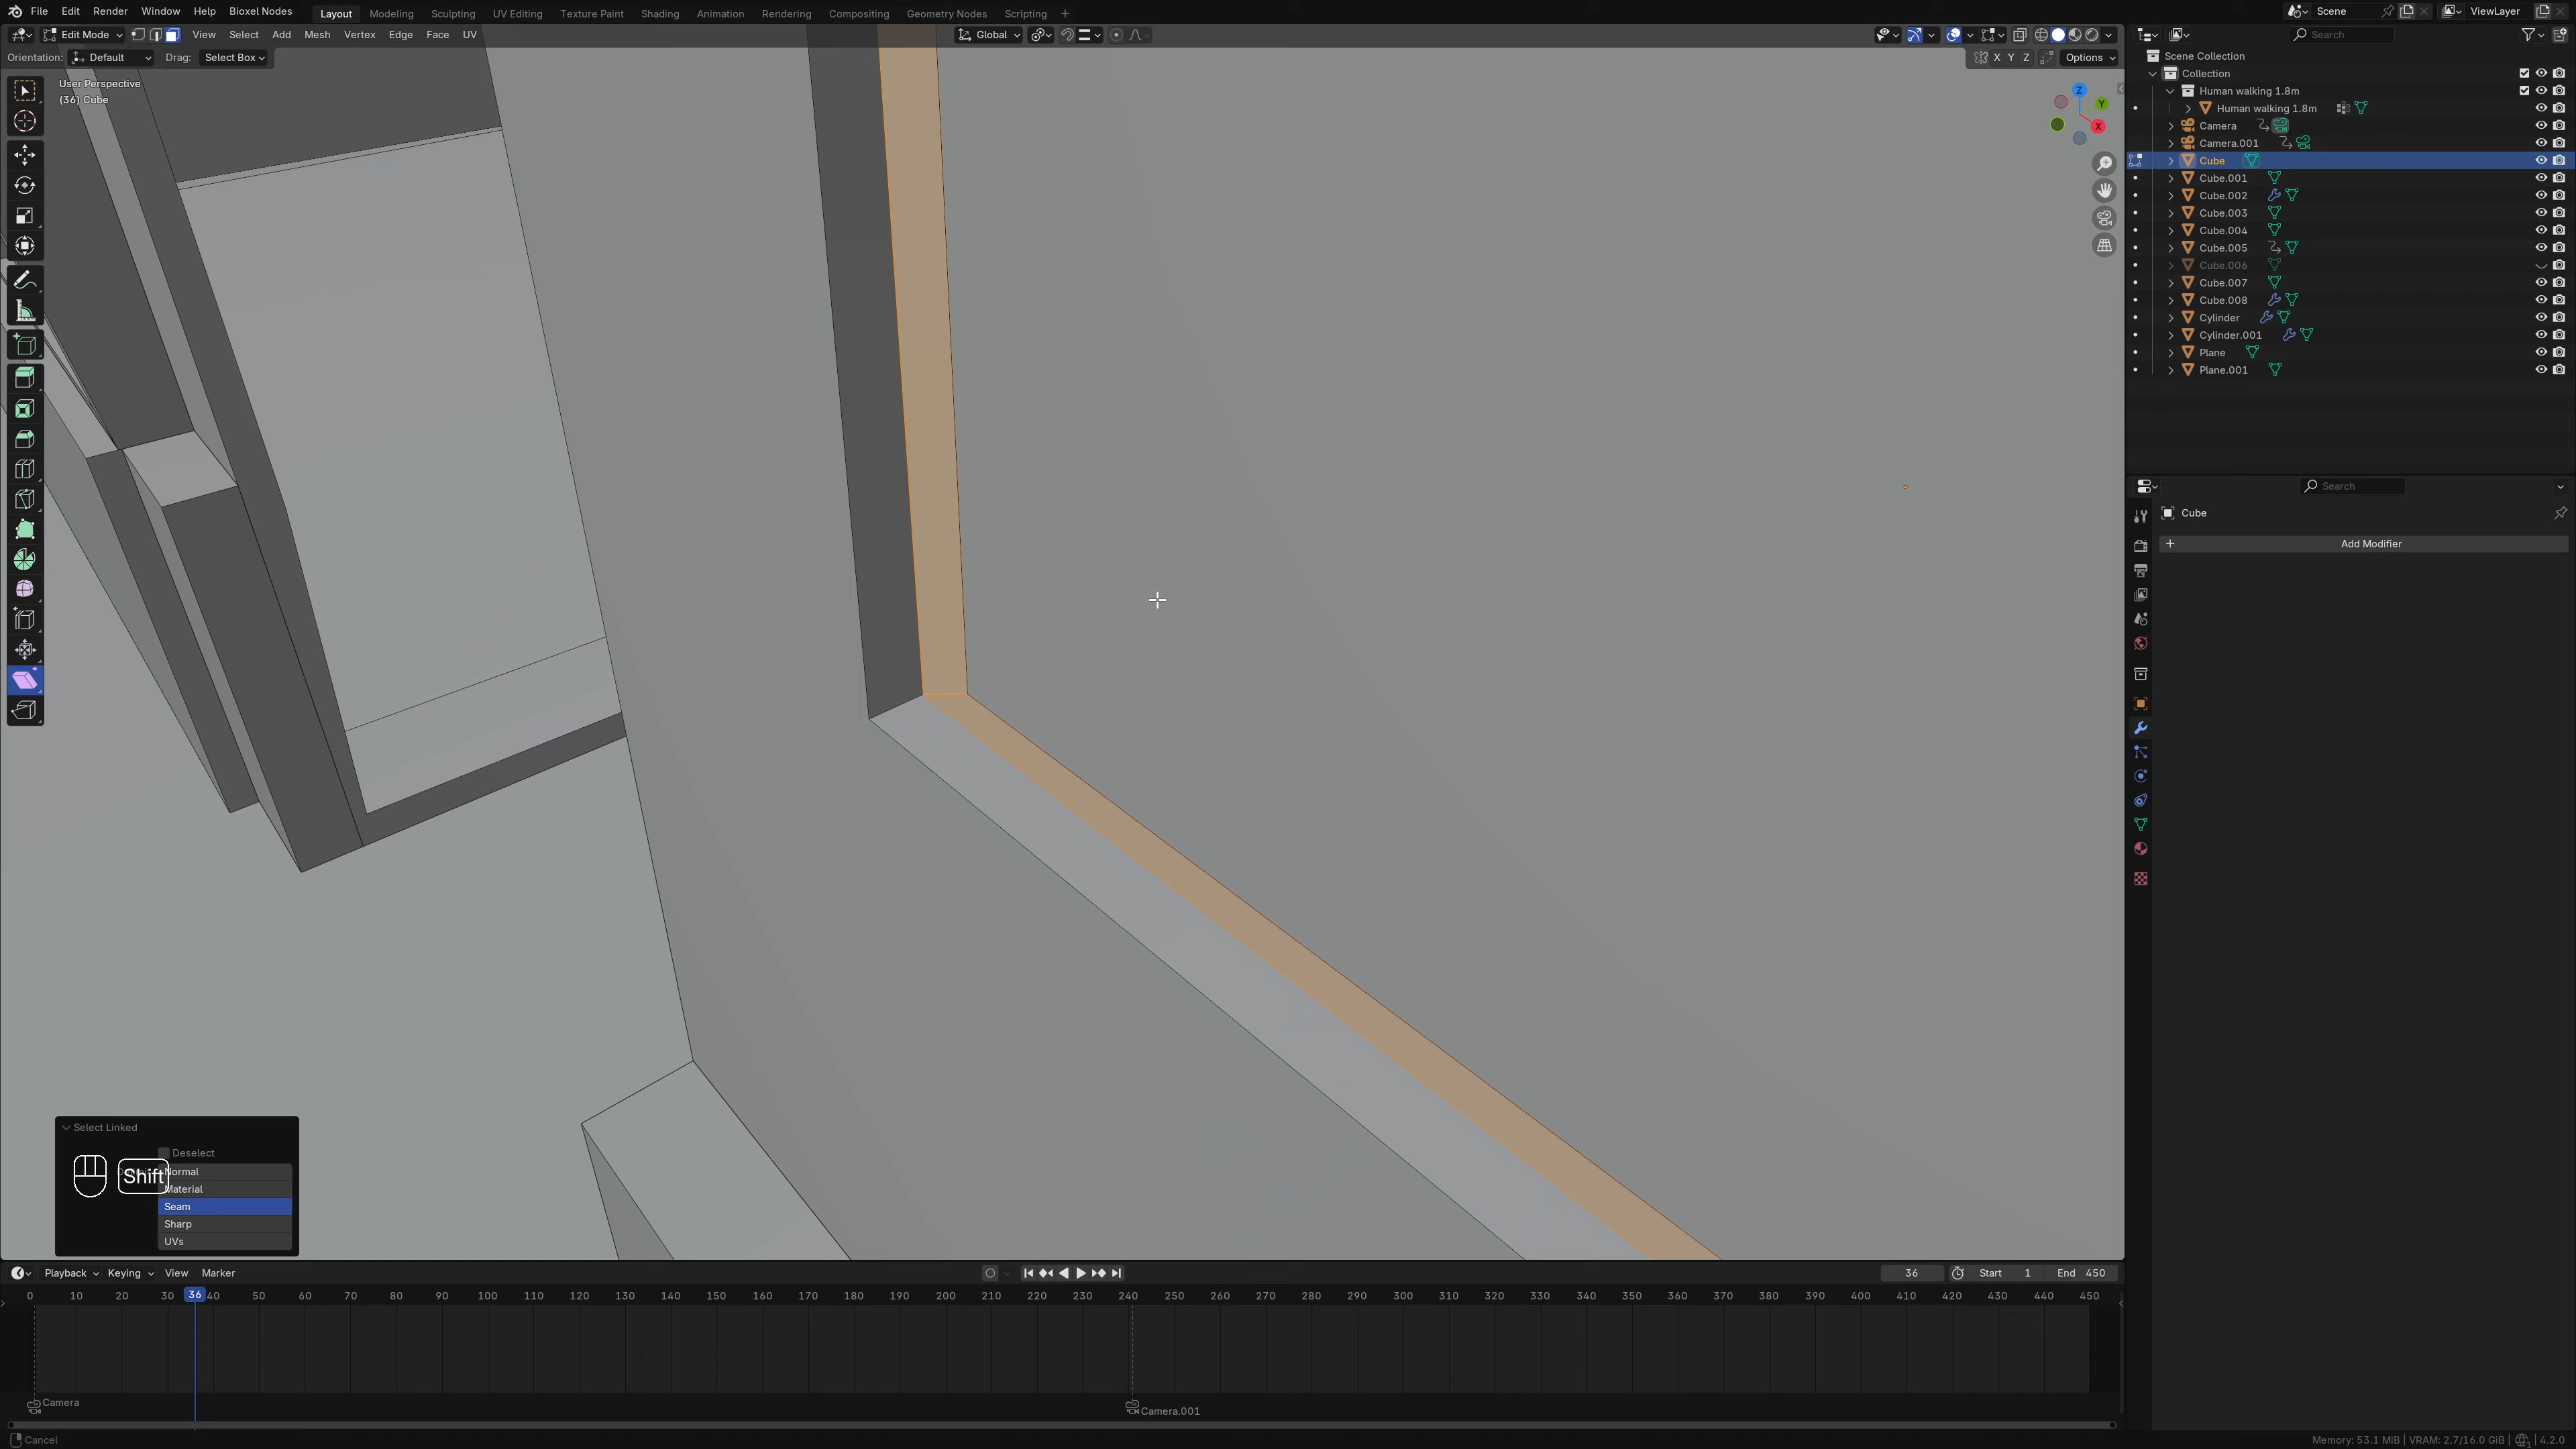 File Edit Render Window Help Bioxel Nodes Layout Modeling Sculpting UV Editing Texture Paint Shading Animation Rendering Compositing Geometry Nodes Scripting + Scene ViewLayer
Edit Mode View Select Add Mesh Vertex Edge Face UV Global Search
Orientation: Default Drag: Select Box X Y Z Options
User Perspective
(36) Cube
Z
Y
X
Scene Collection
Collection
Human walking 1.8m
Human walking 1.8m
Camera
Camera.001
Cube
Cube.001
Cube.002
Cube.003
Cube.004
Cube.005
Cube.006
Cube.007
Cube.008
Cylinder
Cylinder.001
Plane
Plane.001
Search
Cube
+ Add Modifier
Select Linked
Deselect
Normal
Shift
Material
Seam
Sharp
UVs
Playback Keying View Marker 36 Start 1 End 450
0 10 20 30 36 40 50 60 70 80 90 100 110 120 130 140 150 160 170 180 190 200 210 220 230 240 250 260 270 280 290 300 310 320 330 340 350 360 370 380 390 400 410 420 430 440 450
Camera
Camera.001
Cancel Memory: 53.1 MiB | VRAM: 2.7/16.0 GiB | 4.2.0